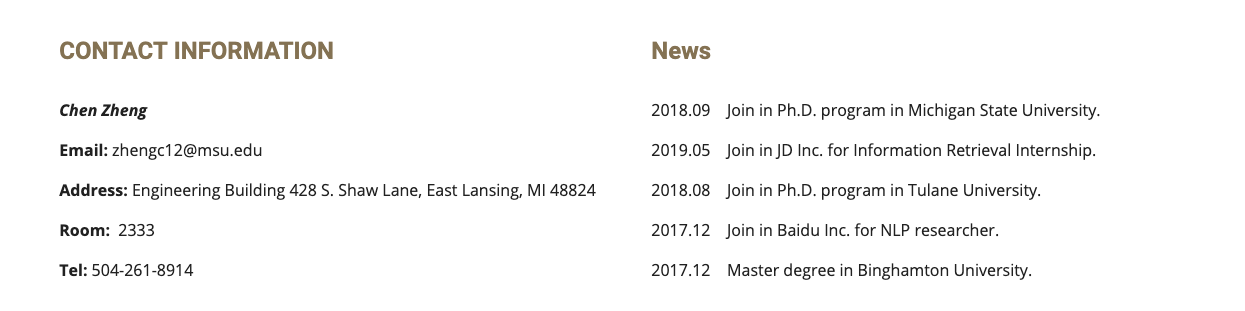 CONTACT INFORMATION
Chen Zheng
Email: zhengc12@msu.edu
Address: Engineering Building 428 S. Shaw Lane, East Lansing, MI 48824
Room: 2333
Tel: 504-261-8914
News
2018.09 Join in Ph.D. program in Michigan State University.
2019.05 Join in JD Inc. for Information Retrieval Internship.
2018.08 Join in Ph.D. program in Tulane University.
2017.12 Join in Baidu Inc. for NLP researcher.
2017.12 Master degree in Binghamton University.